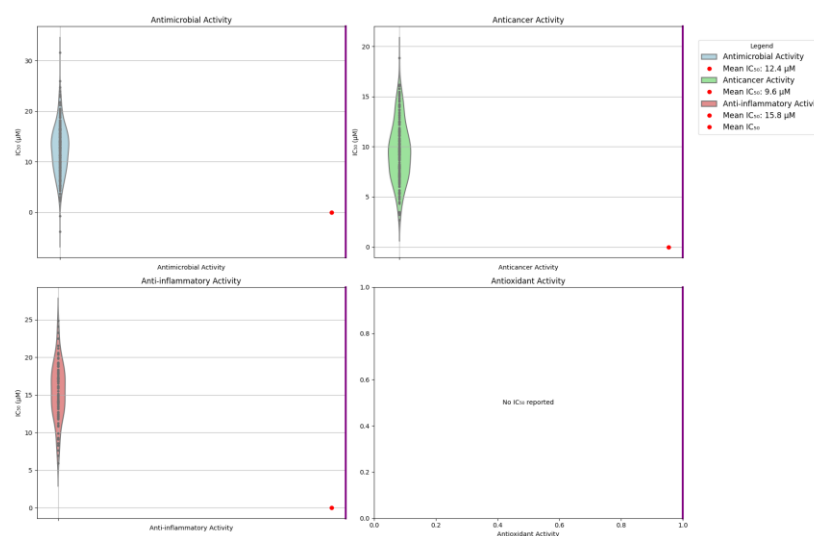 Antimicrobial Activity
30
20
10
0
IC₅₀ (μM)
Antimicrobial Activity
Anticancer Activity
20
15
10
5
0
IC₅₀ (μM)
Anticancer Activity
Legend
Antimicrobial Activity
Mean IC₅₀: 12.4 μM
Anticancer Activity
Mean IC₅₀: 9.6 μM
Anti-inflammatory Activi
Mean IC₅₀: 15.8 μM
Mean IC₅₀
Anti-inflammatory Activity
25
20
15
10
5
0
IC₅₀ (μM)
Anti-inflammatory Activity
Antioxidant Activity
1.0
0.8
0.6
0.4
0.2
0.0
No IC₅₀ reported
0.0 0.2 0.4 0.6 0.8 1.0
Antioxidant Activity